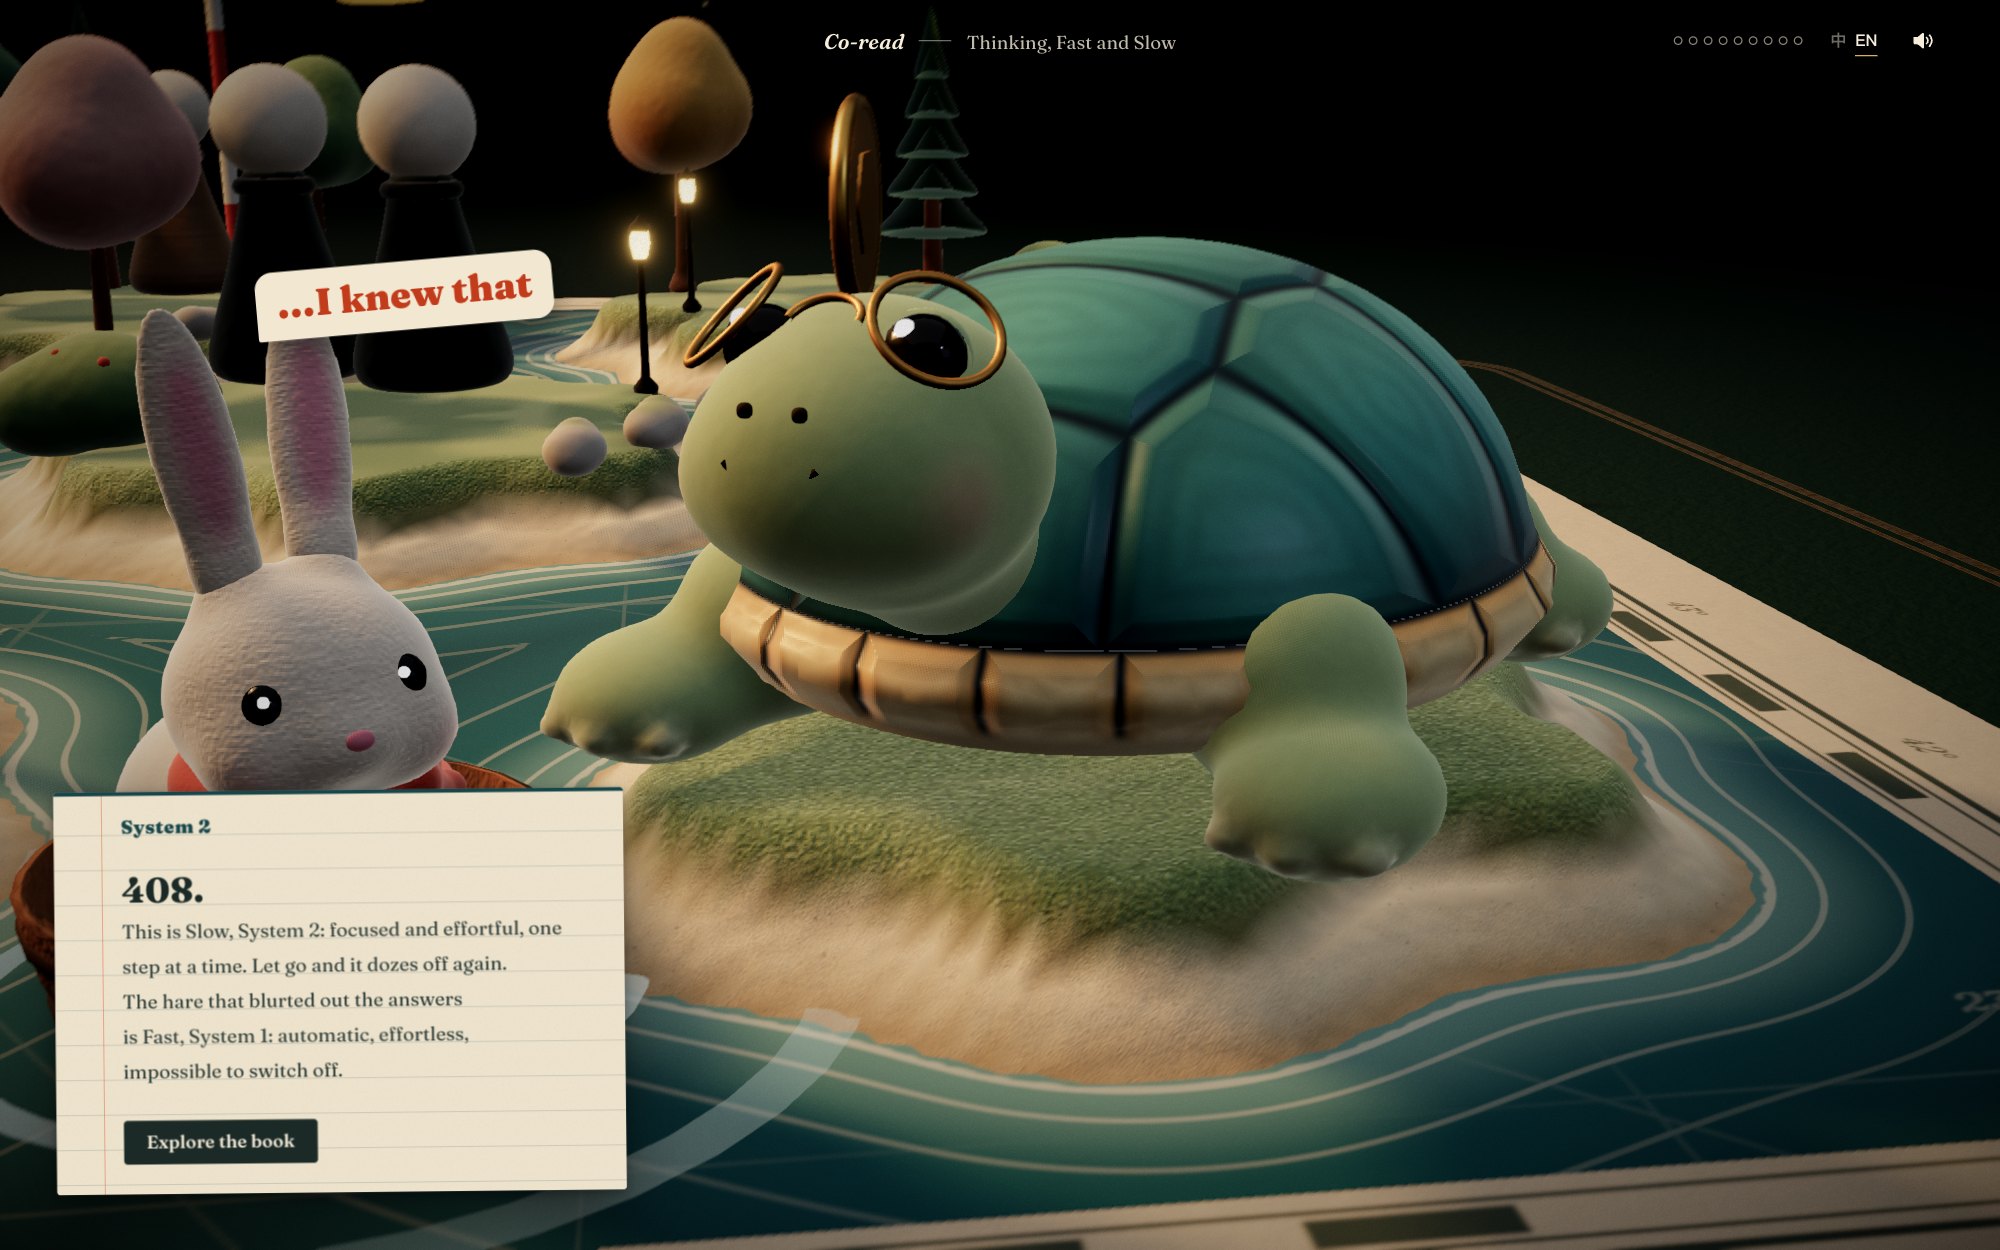 Co-read — Thinking, Fast and Slow
中 EN
...I knew that
System 2
408.
This is Slow, System 2: focused and effortful, one
step at a time. Let go and it dozes off again.
The hare that blurted out the answers
is Fast, System 1: automatic, effortless,
impossible to switch off.
Explore the book